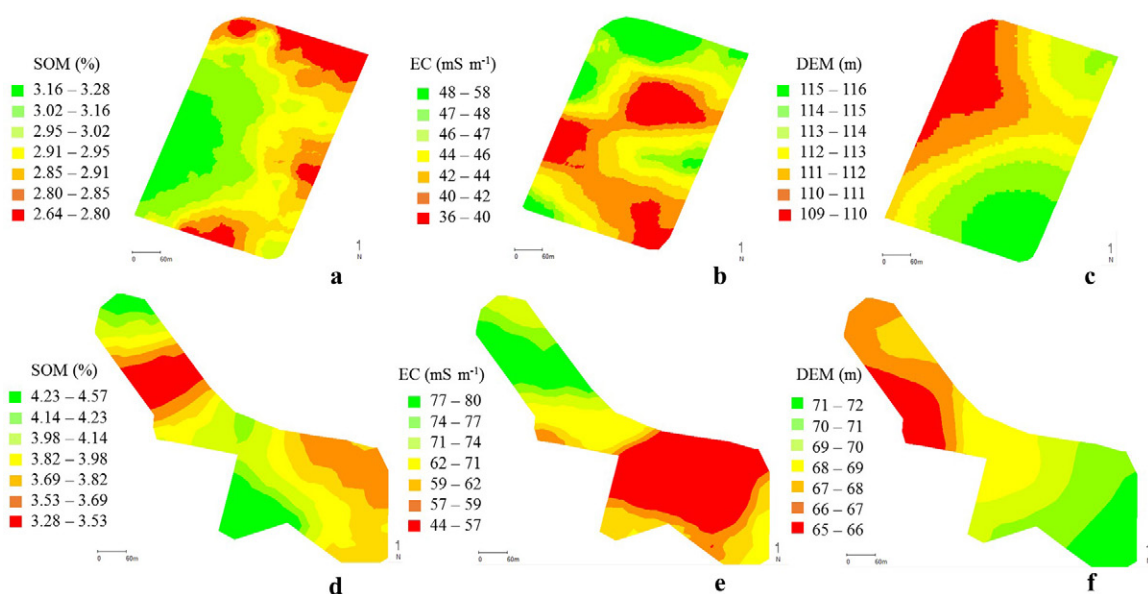 SOM (%)
3.16 – 3.28
3.02 – 3.16
2.95 – 3.02
2.91 – 2.95
2.85 – 2.91
2.80 – 2.85
2.64 – 2.80
0 60m
N
a
EC (mS m⁻¹)
48 – 58
47 – 48
46 – 47
44 – 46
42 – 44
40 – 42
36 – 40
0 60m
N
b
DEM (m)
115 – 116
114 – 115
113 – 114
112 – 113
111 – 112
110 – 111
109 – 110
0 60m
N
c
SOM (%)
4.23 – 4.57
4.14 – 4.23
3.98 – 4.14
3.82 – 3.98
3.69 – 3.82
3.53 – 3.69
3.28 – 3.53
0 60m
N
d
EC (mS m⁻¹)
77 – 80
74 – 77
71 – 74
62 – 71
59 – 62
57 – 59
44 – 57
0 60m
N
e
DEM (m)
71 – 72
70 – 71
69 – 70
68 – 69
67 – 68
66 – 67
65 – 66
0 60m
N
f